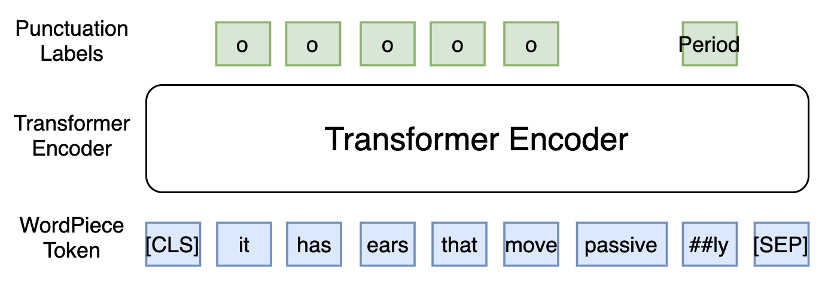 Punctuation
Labels
o o o o o Period
Transformer
Encoder
Transformer Encoder
WordPiece
Token
[CLS] it has ears that move passive ##ly [SEP]